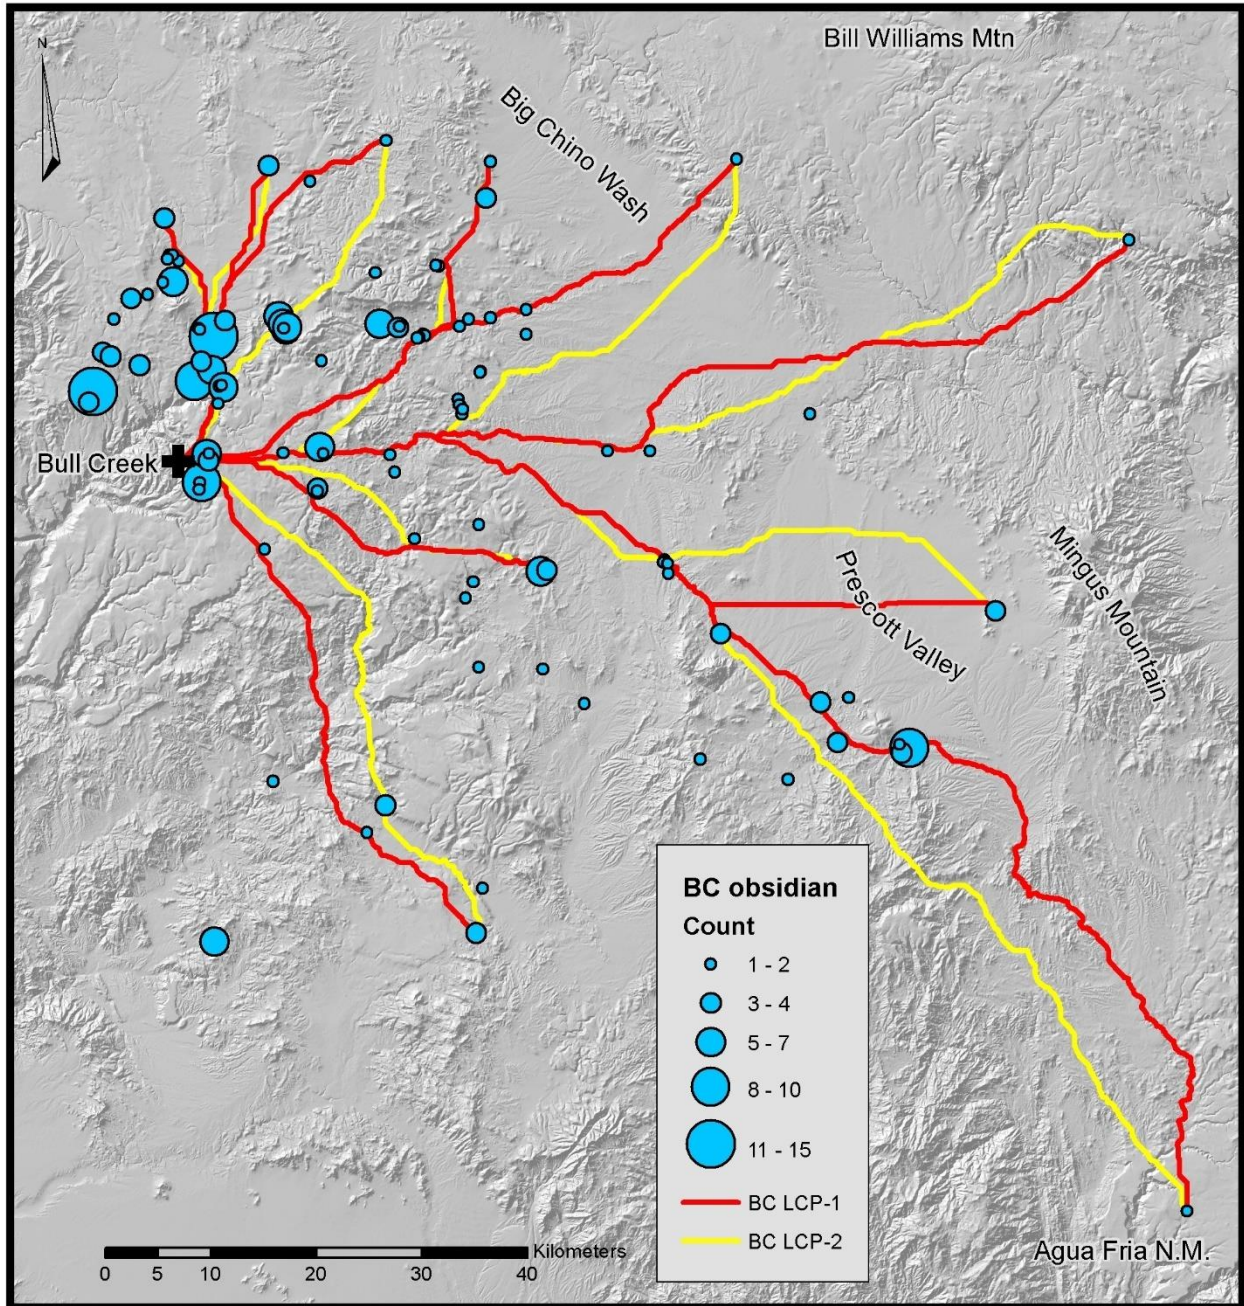 Bill Williams Mtn
N
Big Chino Wash
Bull Creek
Mingus Mountain
Prescott Valley
BC obsidian
Count
1 - 2
3 - 4
5 - 7
8 - 10
11 - 15
BC LCP-1
BC LCP-2
Agua Fria N.M.
Kilometers
0 5 10 20 30 40